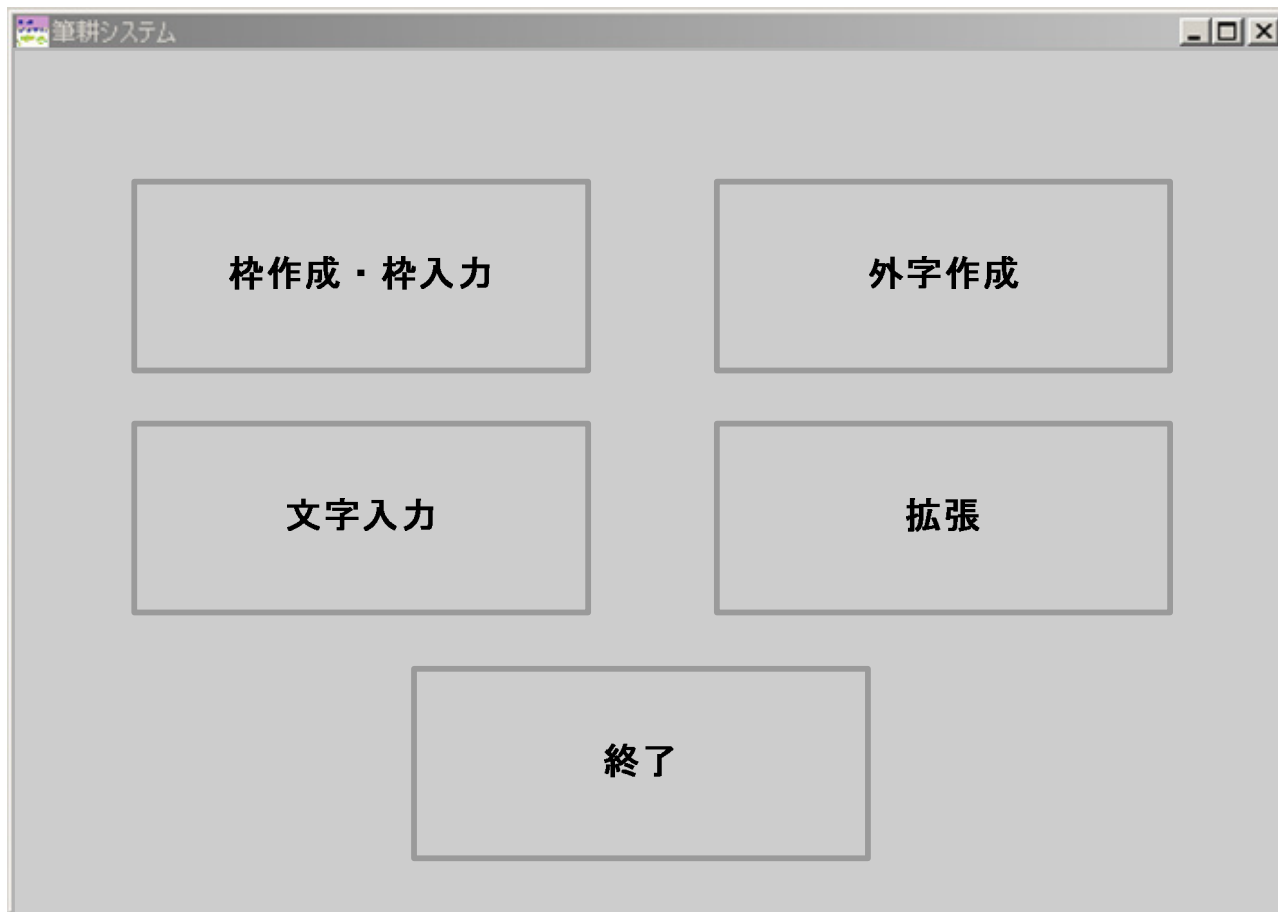 筆耕システム
枠作成・枠入力
外字作成
文字入力
拡張
終了